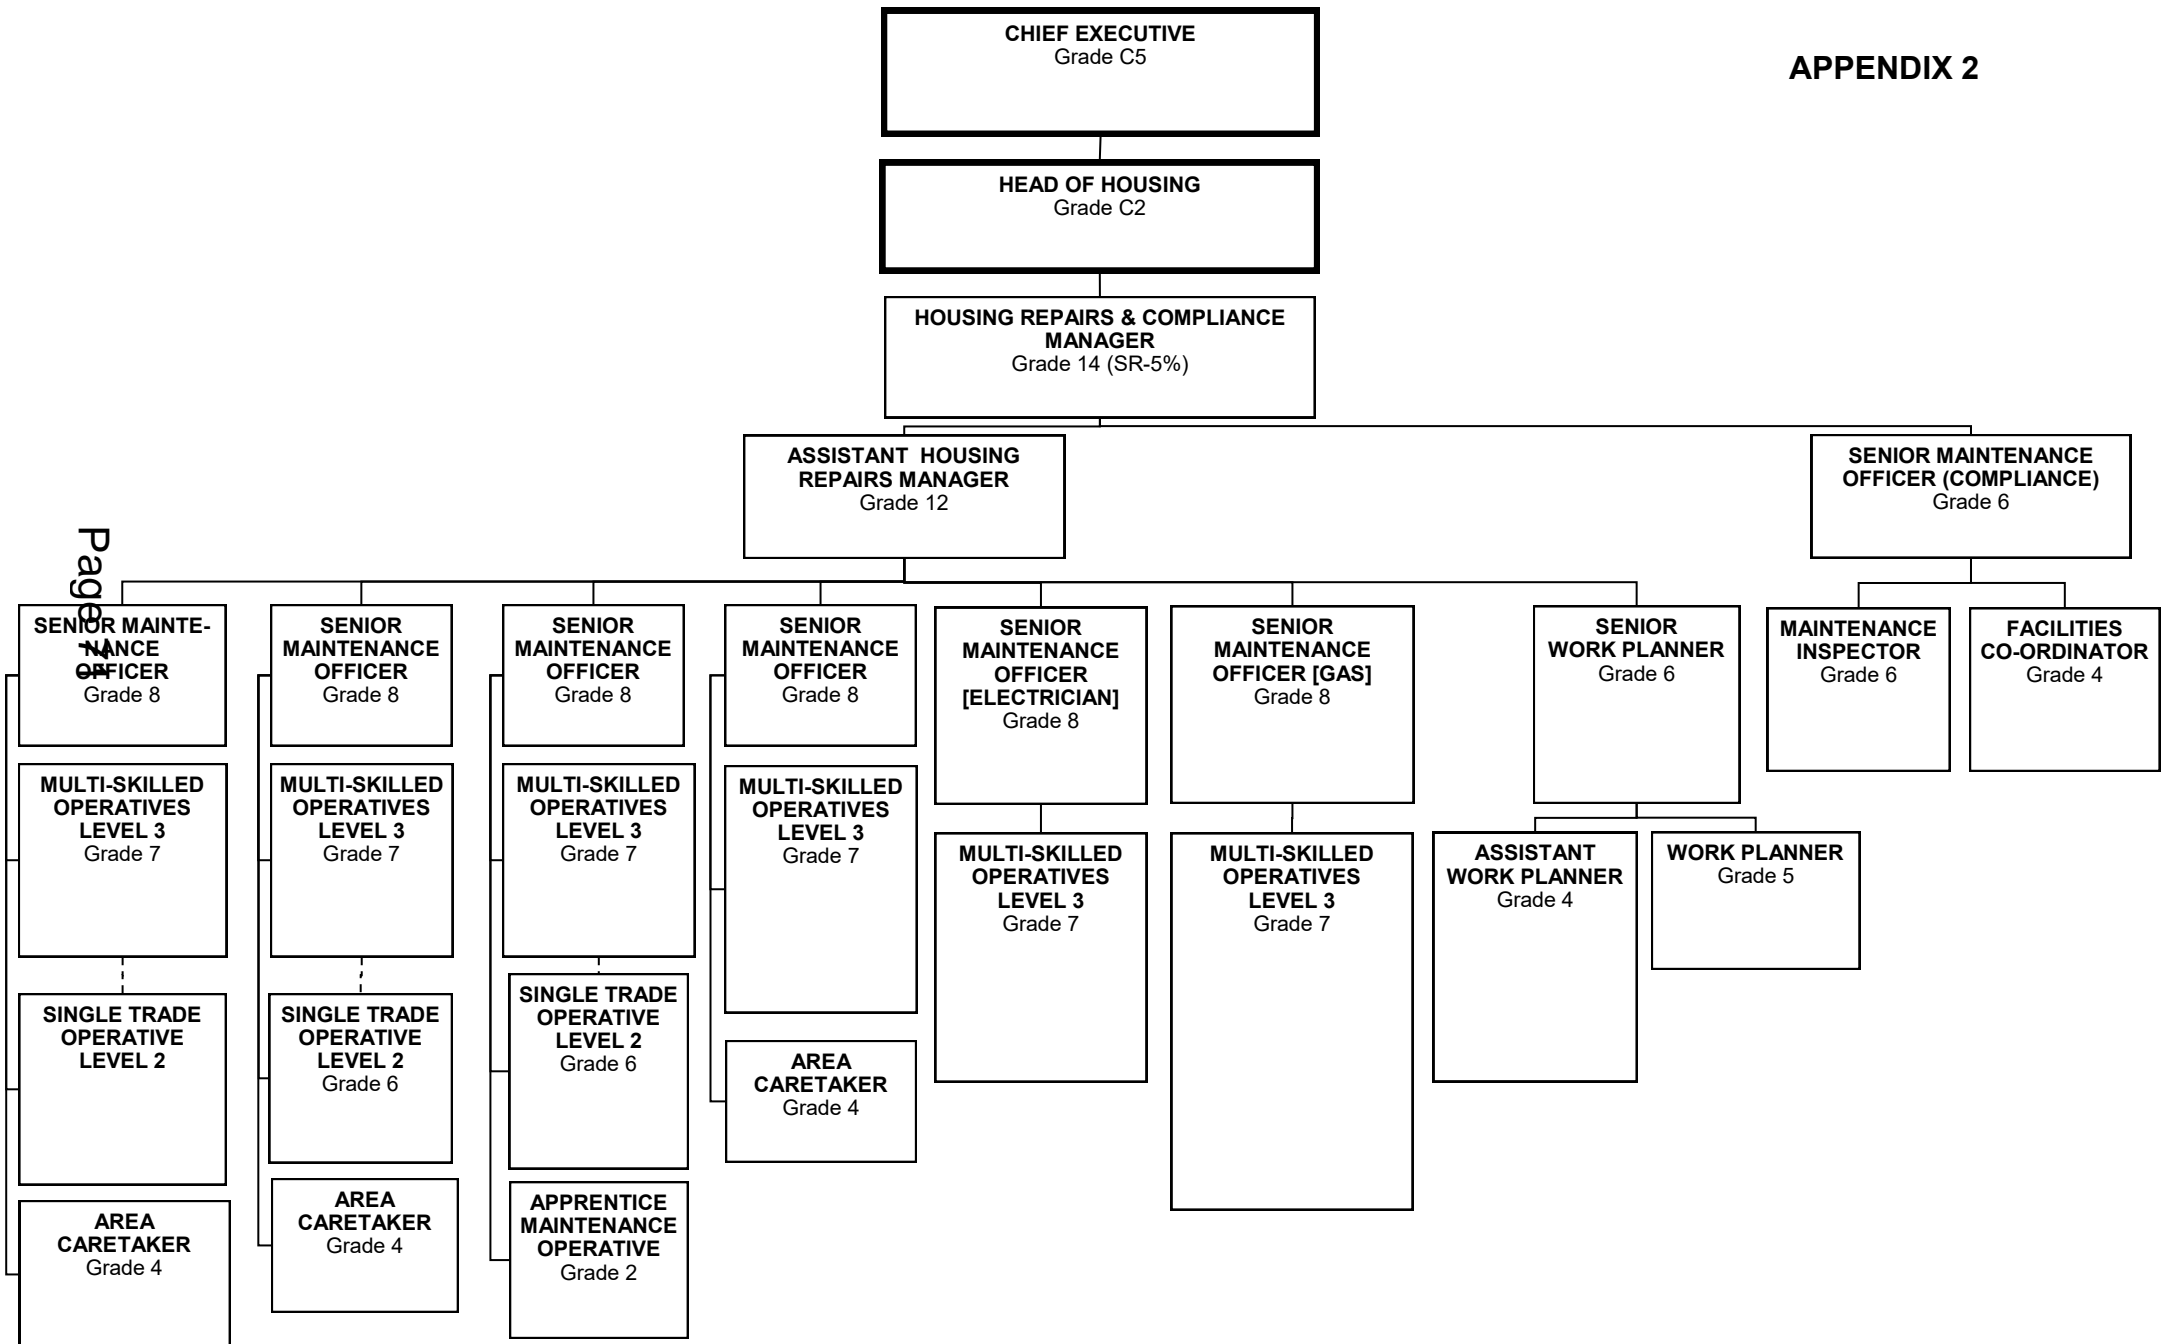 CHIEF EXECUTIVE
Grade C5
APPENDIX 2
HEAD OF HOUSING
Grade C2
HOUSING REPAIRS & COMPLIANCE
MANAGER
Grade 14 (SR-5%)
ASSISTANT HOUSING
REPAIRS MANAGER
Grade 12
SENIOR MAINTENANCE
OFFICER (COMPLIANCE)
Grade 6
Page 71
SENIOR MAINTE-
NANCE
OFFICER
Grade 8
SENIOR
MAINTENANCE
OFFICER
Grade 8
SENIOR
MAINTENANCE
OFFICER
Grade 8
SENIOR
MAINTENANCE
OFFICER
Grade 8
SENIOR
MAINTENANCE
OFFICER
[ELECTRICIAN]
Grade 8
SENIOR
MAINTENANCE
OFFICER [GAS]
Grade 8
SENIOR
WORK PLANNER
Grade 6
MAINTENANCE
INSPECTOR
Grade 6
FACILITIES
CO-ORDINATOR
Grade 4
MULTI-SKILLED
OPERATIVES
LEVEL 3
Grade 7
MULTI-SKILLED
OPERATIVES
LEVEL 3
Grade 7
MULTI-SKILLED
OPERATIVES
LEVEL 3
Grade 7
MULTI-SKILLED
OPERATIVES
LEVEL 3
Grade 7
MULTI-SKILLED
OPERATIVES
LEVEL 3
Grade 7
MULTI-SKILLED
OPERATIVES
LEVEL 3
Grade 7
ASSISTANT
WORK PLANNER
Grade 4
WORK PLANNER
Grade 5
SINGLE TRADE
OPERATIVE
LEVEL 2
SINGLE TRADE
OPERATIVE
LEVEL 2
Grade 6
SINGLE TRADE
OPERATIVE
LEVEL 2
Grade 6
AREA
CARETAKER
Grade 4
AREA
CARETAKER
Grade 4
AREA
CARETAKER
Grade 4
APPRENTICE
MAINTENANCE
OPERATIVE
Grade 2